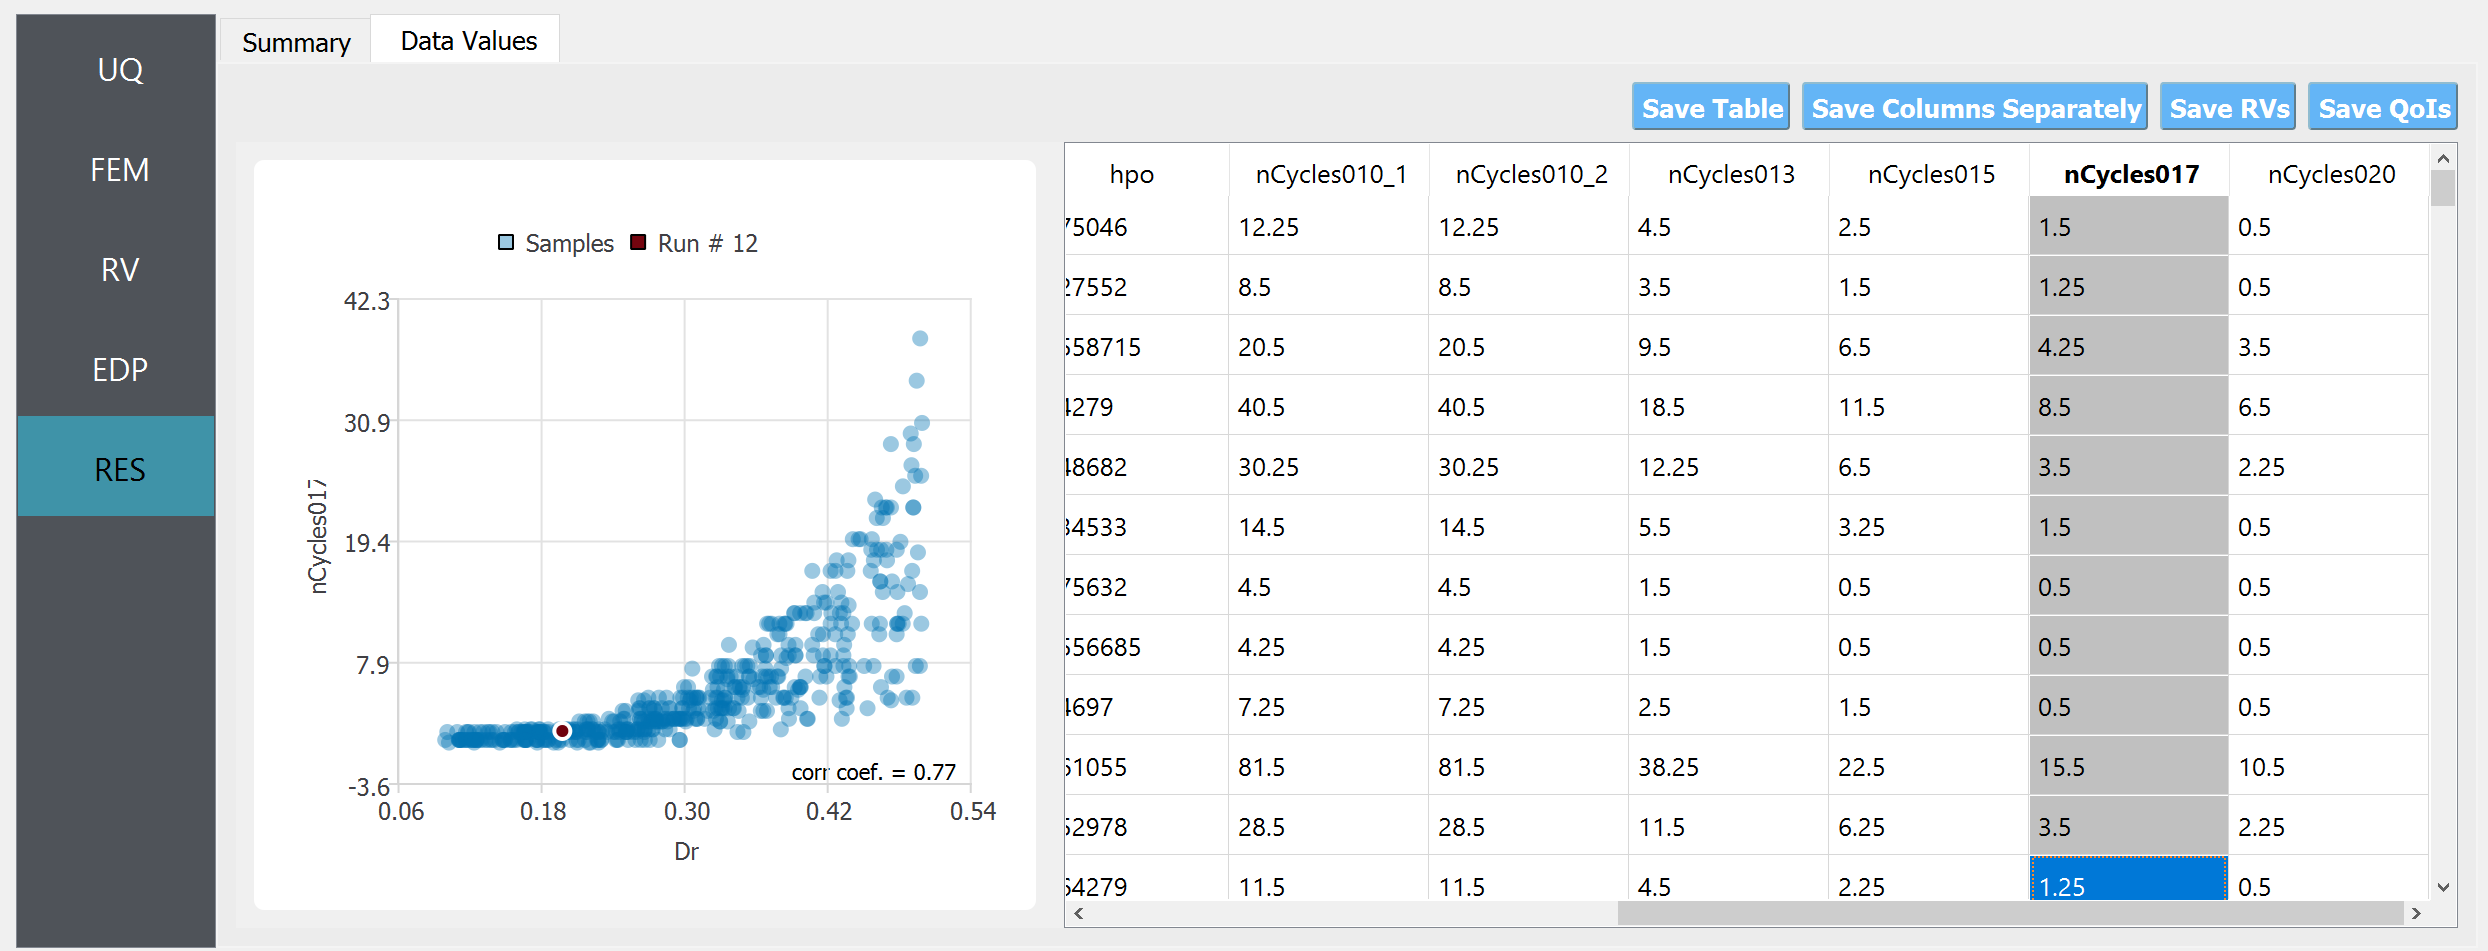 UQ
FEM
RV
EDP
RES
Summary Data Values
Save Table Save Columns Separately Save RVs Save QoIs
Samples Run # 12
42.3
30.9
19.4
7.9
-3.6
nCycles017
corr coef. = 0.77
0.06 0.18 0.30 0.42 0.54
Dr
hpo nCycles010_1 nCycles010_2 nCycles013 nCycles015 nCycles017 nCycles020
75046 12.25 12.25 4.5 2.5 1.5 0.5
27552 8.5 8.5 3.5 1.5 1.25 0.5
558715 20.5 20.5 9.5 6.5 4.25 3.5
4279 40.5 40.5 18.5 11.5 8.5 6.5
48682 30.25 30.25 12.25 6.5 3.5 2.25
34533 14.5 14.5 5.5 3.25 1.5 0.5
75632 4.5 4.5 1.5 0.5 0.5 0.5
556685 4.25 4.25 1.5 0.5 0.5 0.5
4697 7.25 7.25 2.5 1.5 0.5 0.5
61055 81.5 81.5 38.25 22.5 15.5 10.5
52978 28.5 28.5 11.5 6.25 3.5 2.25
64279 11.5 11.5 4.5 2.25 1.25 0.5